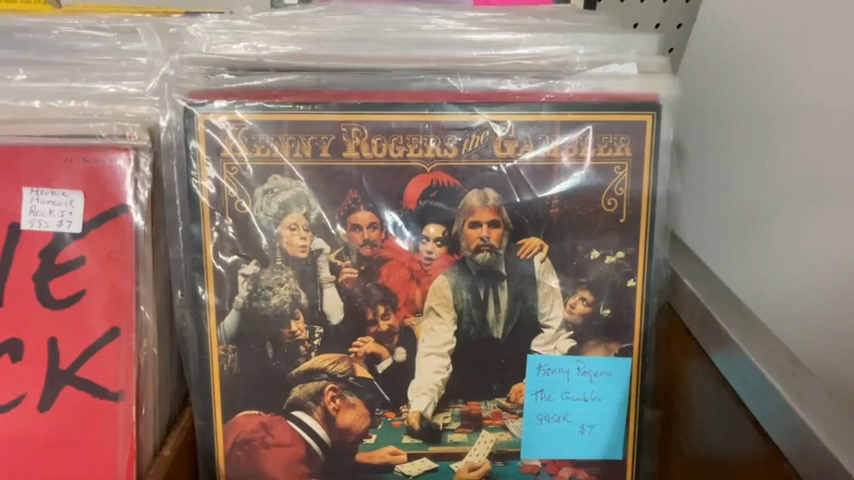 Herbie
Hancock
Rock It
$7
KENNY ROGERS the GAMBLER
Kenny Rogers
The Gambler
$7